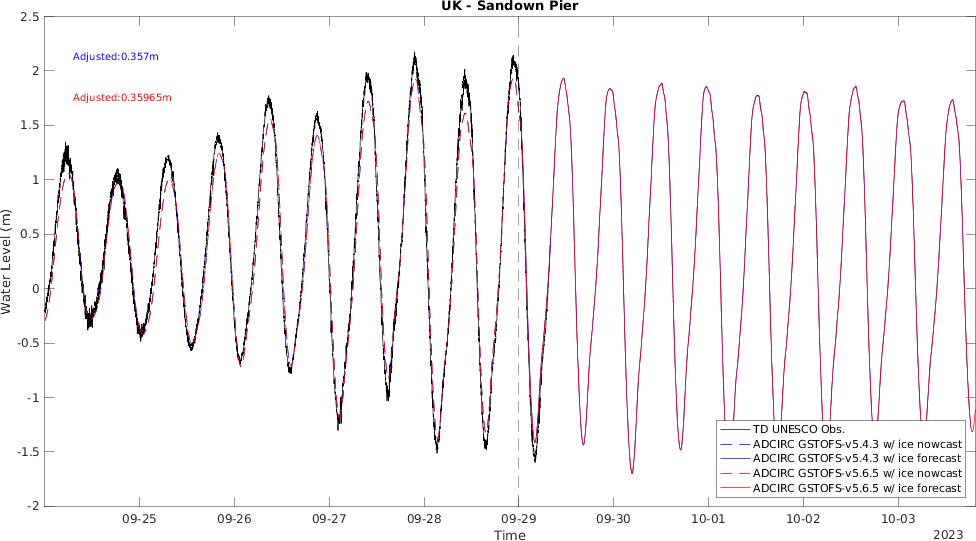 UK - Sandown Pier
Adjusted:0.357m
Adjusted:0.35965m
Water Level (m)
2.5
2
1.5
1
0.5
0
-0.5
-1
-1.5
-2
TD UNESCO Obs.
ADCIRC GSTOFS-v5.4.3 w/ ice nowcast
ADCIRC GSTOFS-v5.4.3 w/ ice forecast
ADCIRC GSTOFS-v5.6.5 w/ ice nowcast
ADCIRC GSTOFS-v5.6.5 w/ ice forecast
09-25 09-26 09-27 09-28 09-29 09-30 10-01 10-02 10-03
Time
2023